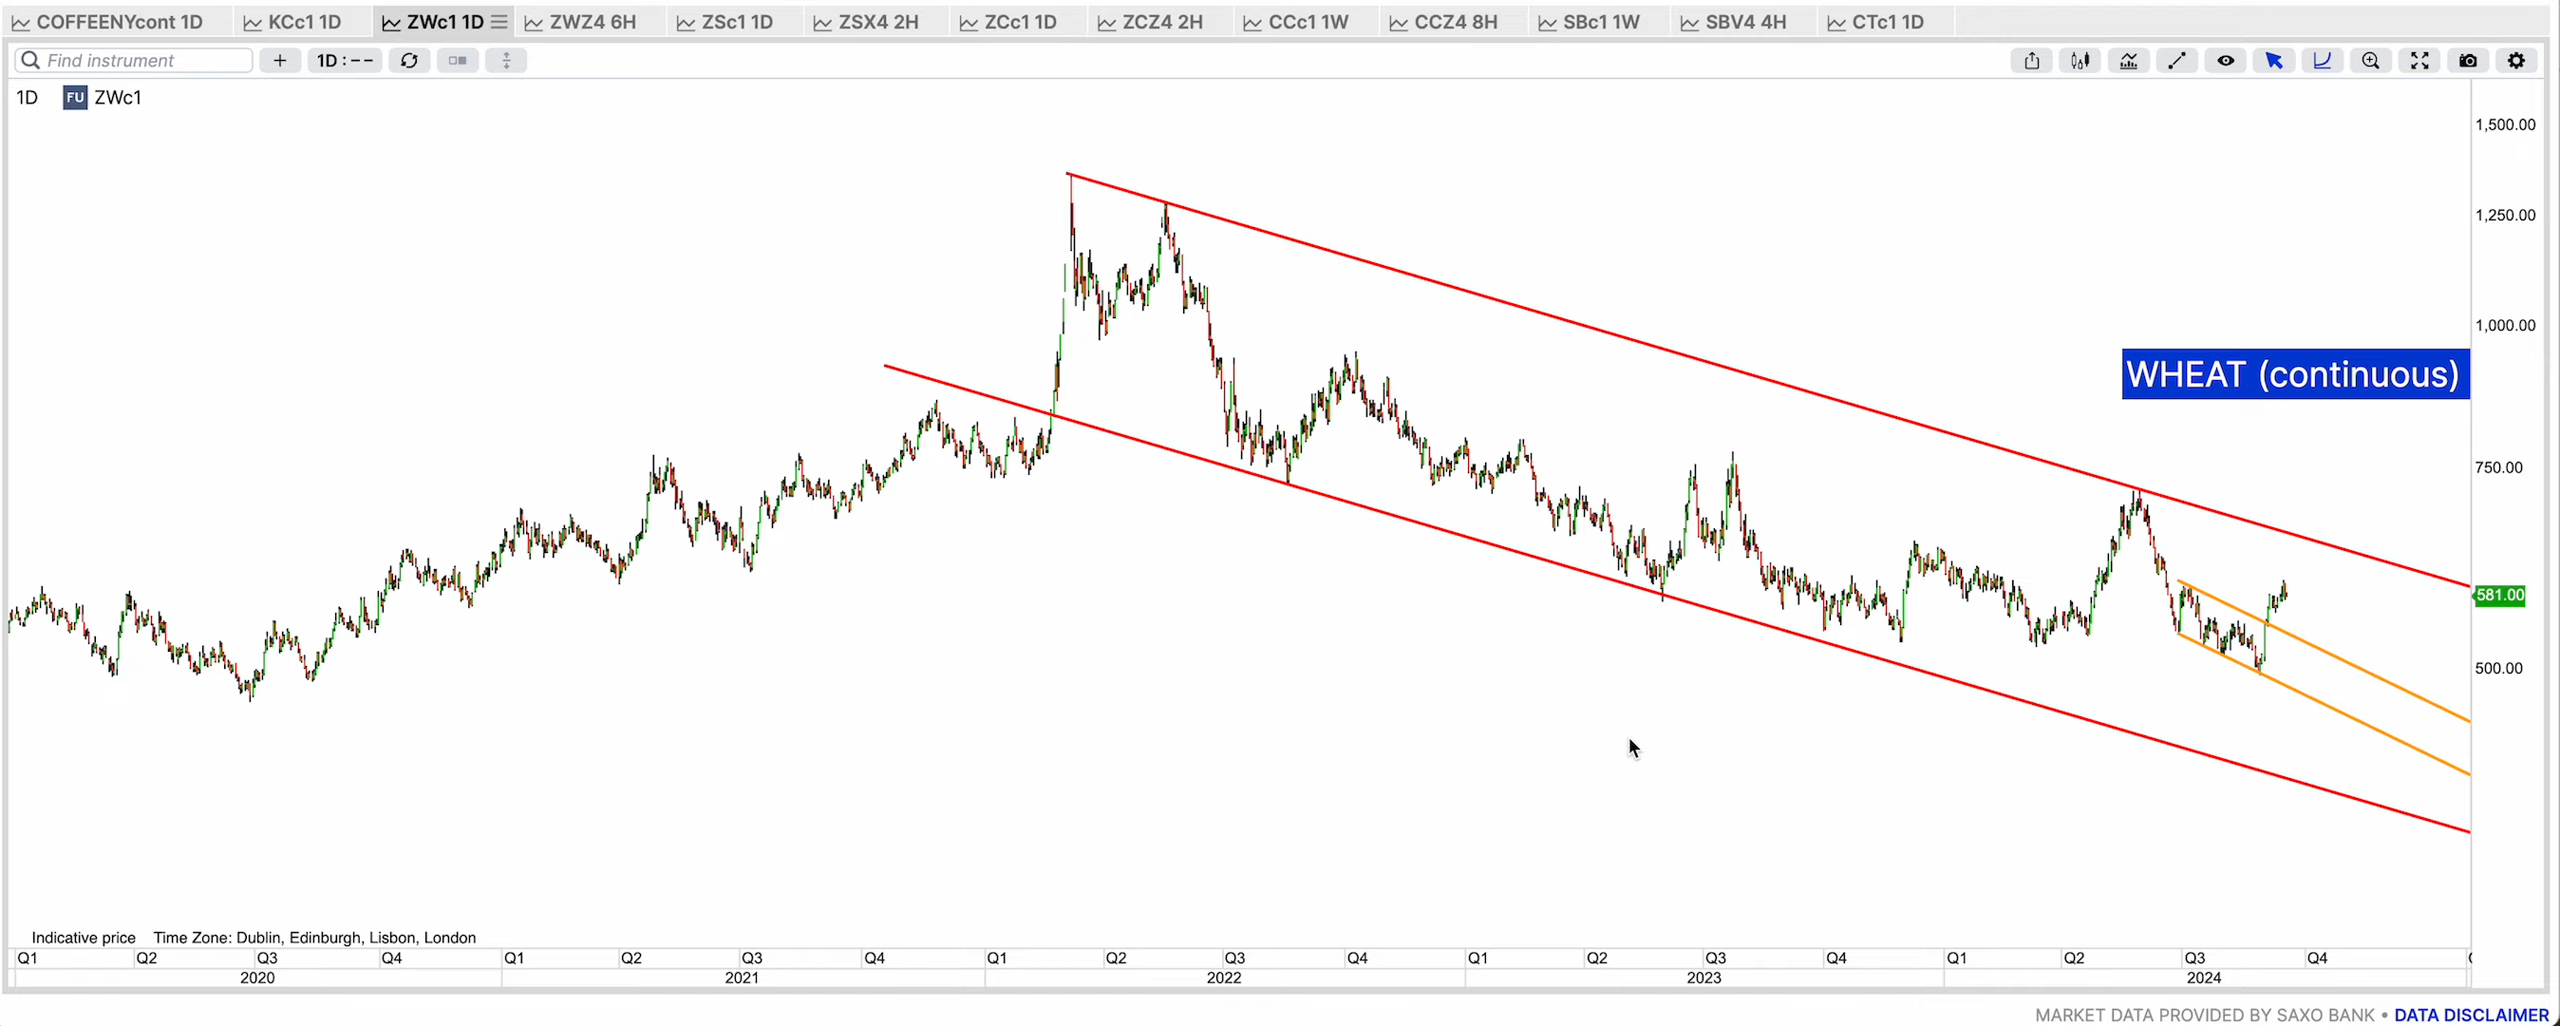 COFFEENYcont 1D KCc1 1D ZWc1 1D ZWZ4 6H ZSc1 1D ZSX4 2H ZCc1 1D ZCZ4 2H CCc1 1W CCZ4 8H SBc1 1W SBV4 4H CTc1 1D
Find instrument + 1D : --
1D FU ZWc1
1,500.00
1,250.00
1,000.00
WHEAT (continuous)
750.00
581.00
500.00
Indicative price Time Zone: Dublin, Edinburgh, Lisbon, London
Q1 Q2 Q3 Q4 Q1 Q2 Q3 Q4 Q1 Q2 Q3 Q4 Q1 Q2 Q3 Q4 Q1 Q2 Q3 Q4
2020 2021 2022 2023 2024
MARKET DATA PROVIDED BY SAXO BANK • DATA DISCLAIMER